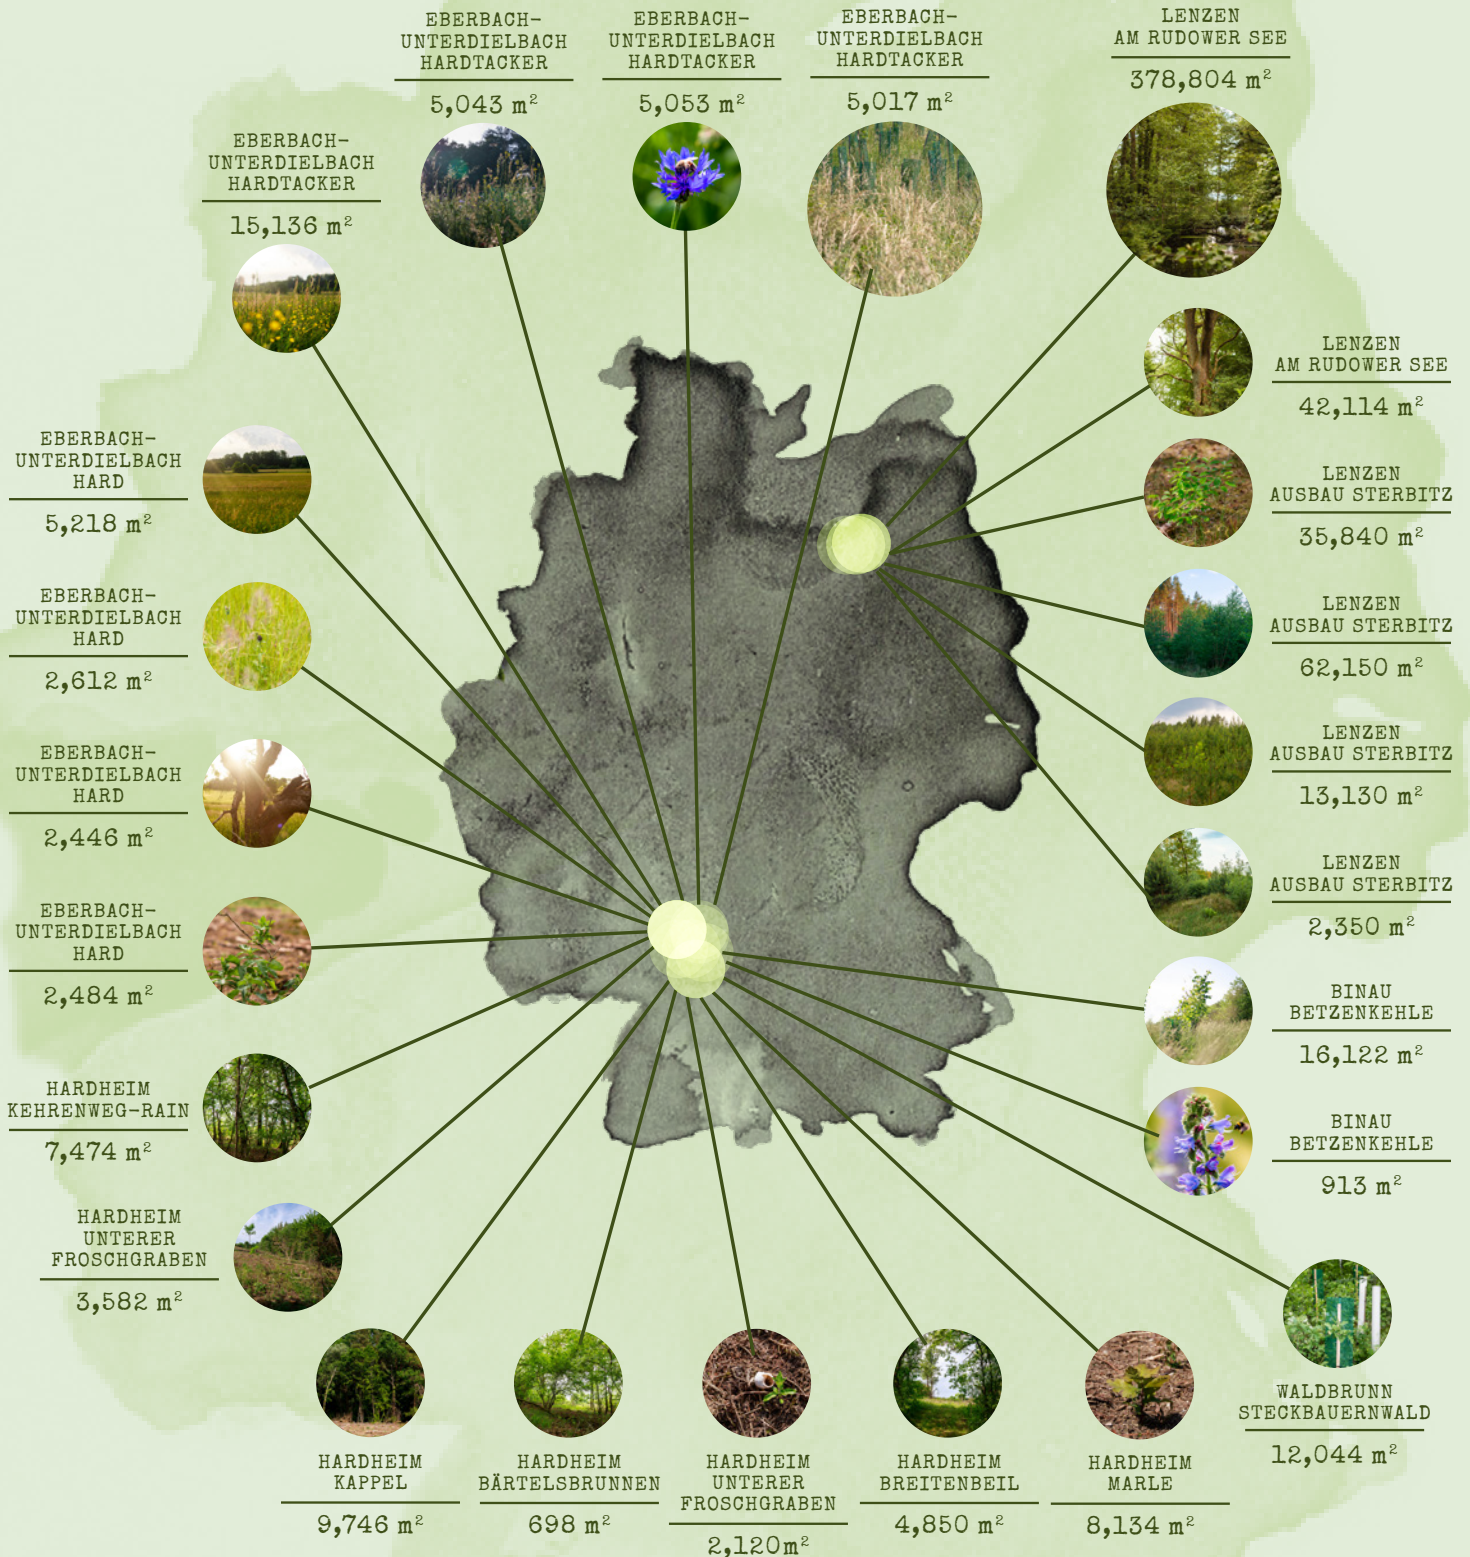 EBERBACH-
UNTERDIELBACH
HARDTACKER
5,043 m²
EBERBACH-
UNTERDIELBACH
HARDTACKER
5,053 m²
EBERBACH-
UNTERDIELBACH
HARDTACKER
5,017 m²
LENZEN
AM RUDOWER SEE
378,804 m²
EBERBACH-
UNTERDIELBACH
HARDTACKER
15,136 m²
LENZEN
AM RUDOWER SEE
42,114 m²
EBERBACH-
UNTERDIELBACH
HARD
5,218 m²
LENZEN
AUSBAU STERBITZ
35,840 m²
EBERBACH-
UNTERDIELBACH
HARD
2,612 m²
LENZEN
AUSBAU STERBITZ
62,150 m²
EBERBACH-
UNTERDIELBACH
HARD
2,446 m²
LENZEN
AUSBAU STERBITZ
13,130 m²
EBERBACH-
UNTERDIELBACH
HARD
2,484 m²
LENZEN
AUSBAU STERBITZ
2,350 m²
BINAU
BETZENKEHLE
16,122 m²
HARDHEIM
KEHRENWEG-RAIN
7,474 m²
BINAU
BETZENKEHLE
913 m²
HARDHEIM
UNTERER
FROSCHGRABEN
3,582 m²
WALDBRUNN
STECKBAUERNWALD
12,044 m²
HARDHEIM
KAPPEL
9,746 m²
HARDHEIM
BÄRTELSBRUNNEN
698 m²
HARDHEIM
UNTERER
FROSCHGRABEN
2,120m²
HARDHEIM
BREITENBEIL
4,850 m²
HARDHEIM
MARLE
8,134 m²